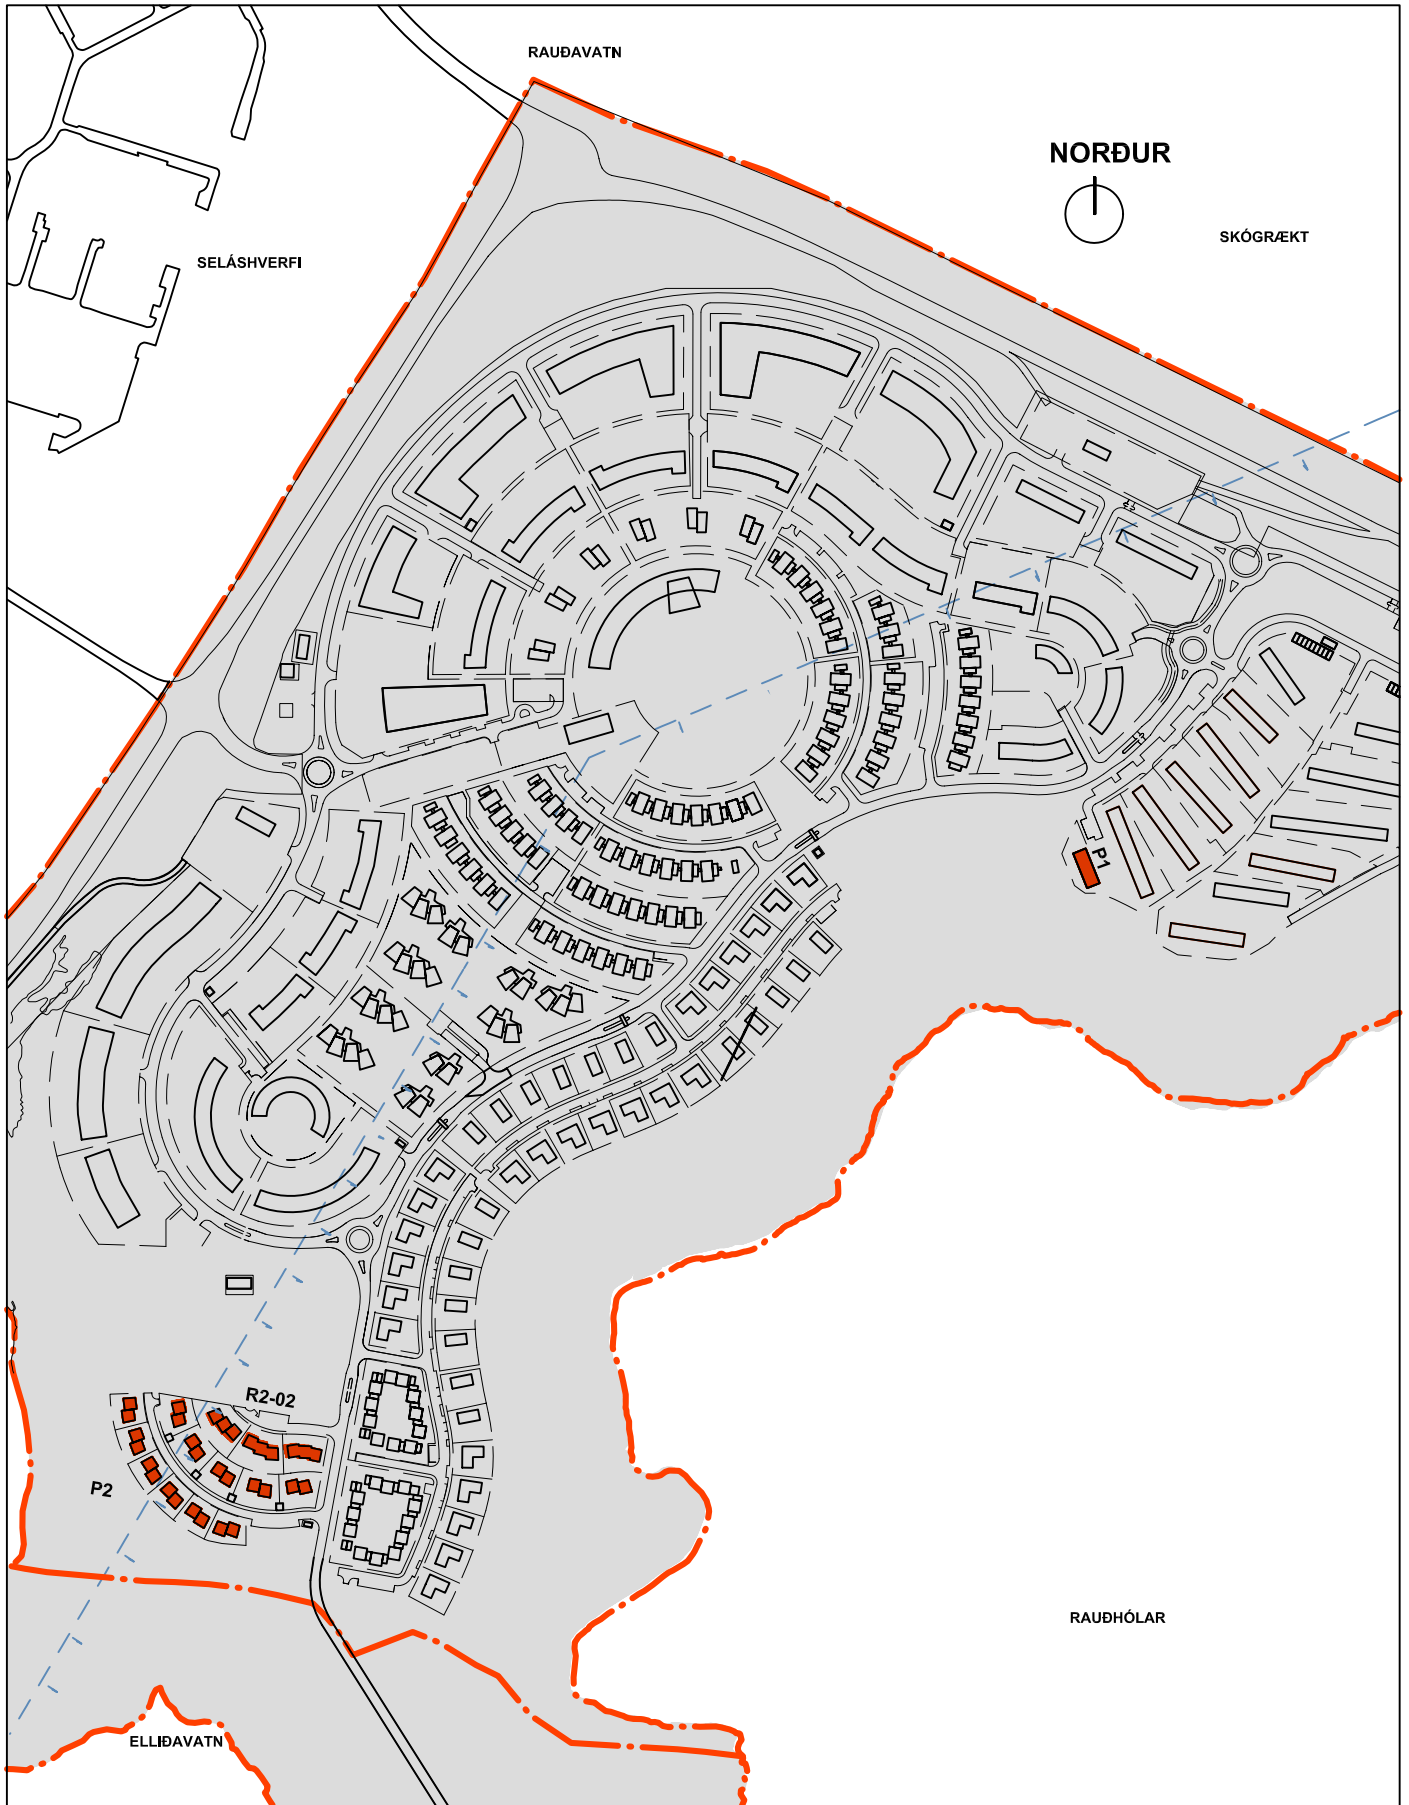 RAUÐAVATN
NORÐUR
SKÓGRÆKT
SELÁSHVERFI
P1
R2-02
P2
RAUÐHÓLAR
ELLIÐAVATN